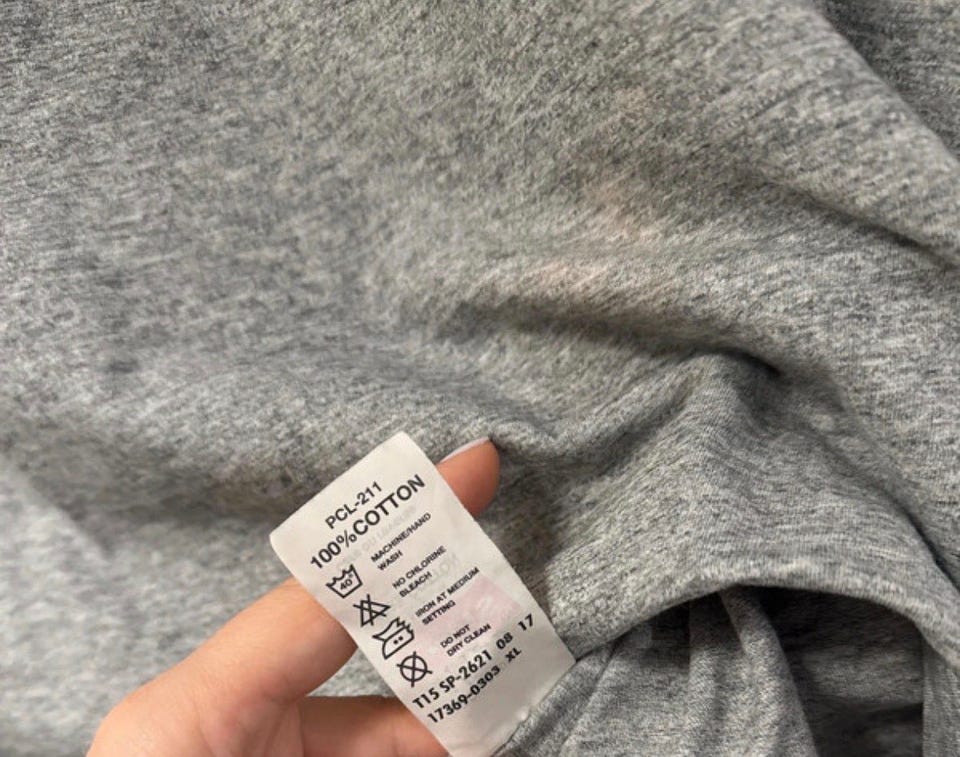 PCL-211
100%COTTON
40°
MACHINE/HAND
WASH
NO CHLORINE
BLEACH
IRON AT MEDIUM
SETTING
DO NOT
DRY CLEAN
T15 SP-2621 08 17
17369-0303 XL